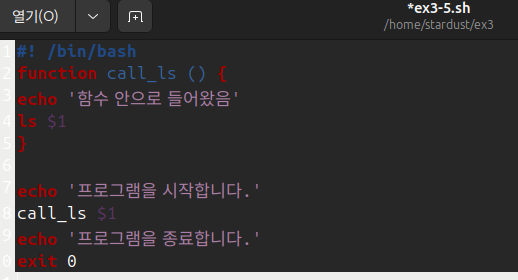 열기(O)
*ex3-5.sh
/home/stardust/ex3
1 #! /bin/bash
2 function call_ls () {
3 echo '함수 안으로 들어왔음'
4 ls $1
5 }
6
7 echo '프로그램을 시작합니다.'
8 call_ls $1
9 echo '프로그램을 종료합니다.'
0 exit 0